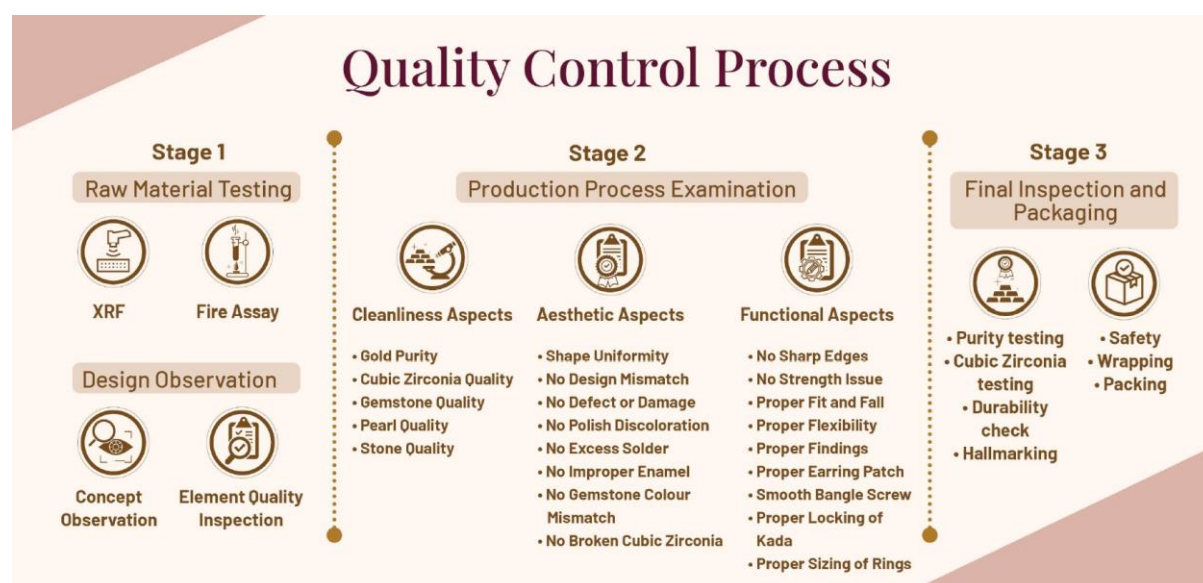 Quality Control Process
Stage 1
Raw Material Testing
XRF
Fire Assay
Design Observation
Concept
Observation
Element Quality
Inspection
Stage 2
Production Process Examination
Cleanliness Aspects
• Gold Purity
• Cubic Zirconia Quality
• Gemstone Quality
• Pearl Quality
• Stone Quality
Aesthetic Aspects
• Shape Uniformity
• No Design Mismatch
• No Defect or Damage
• No Polish Discoloration
• No Excess Solder
• No Improper Enamel
• No Gemstone Colour
Mismatch
• No Broken Cubic Zirconia
Functional Aspects
• No Sharp Edges
• No Strength Issue
• Proper Fit and Fall
• Proper Flexibility
• Proper Findings
• Proper Earring Patch
• Smooth Bangle Screw
• Proper Locking of
Kada
• Proper Sizing of Rings
Stage 3
Final Inspection and
Packaging
• Purity testing
• Cubic Zirconia
testing
• Durability
check
• Hallmarking
• Safety
• Wrapping
• Packing